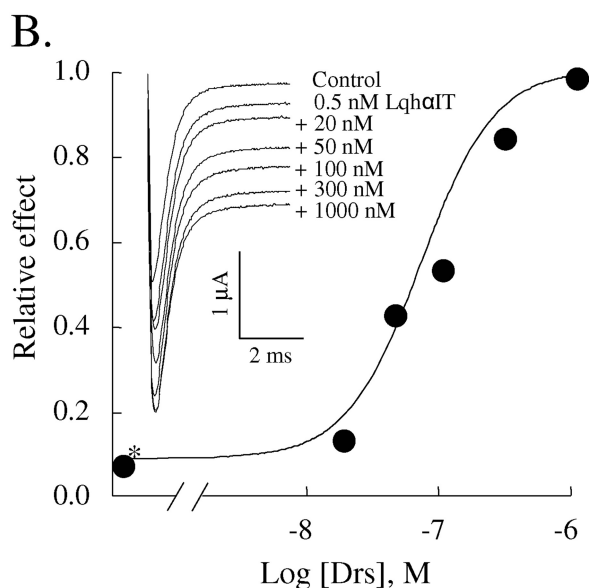 B.
Relative effect
1.0
0.8
0.6
0.4
0.2
0.0
Control
0.5 nM LqhαIT
+ 20 nM
+ 50 nM
+ 100 nM
+ 300 nM
+ 1000 nM
1 μA
2 ms
*
-8
-7
-6
Log [Drs], M